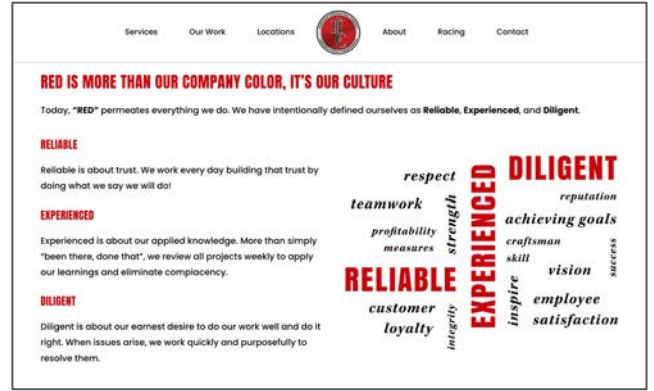 Services Our Work Locations About Racing Contact
RED IS MORE THAN OUR COMPANY COLOR, IT'S OUR CULTURE
Today, "RED" permeates everything we do. We have intentionally defined ourselves as Reliable, Experienced, and Diligent.
RELIABLE
Reliable is about trust. We work every day building that trust by
doing what we say we will do!
EXPERIENCED
Experienced is about our applied knowledge. More than simply
"been there, done that", we review all projects weekly to apply
our learnings and eliminate complacency.
DILIGENT
Diligent is about our earnest desire to do our work well and do it
right. When issues arise, we work quickly and purposefully to
resolve them.
respect
teamwork
strength
profitability
measures
RELIABLE
customer
loyalty
integrity
EXPERIENCED
DILIGENT
reputation
achieving goals
craftsman
skill
success
vision
inspire
employee
satisfaction